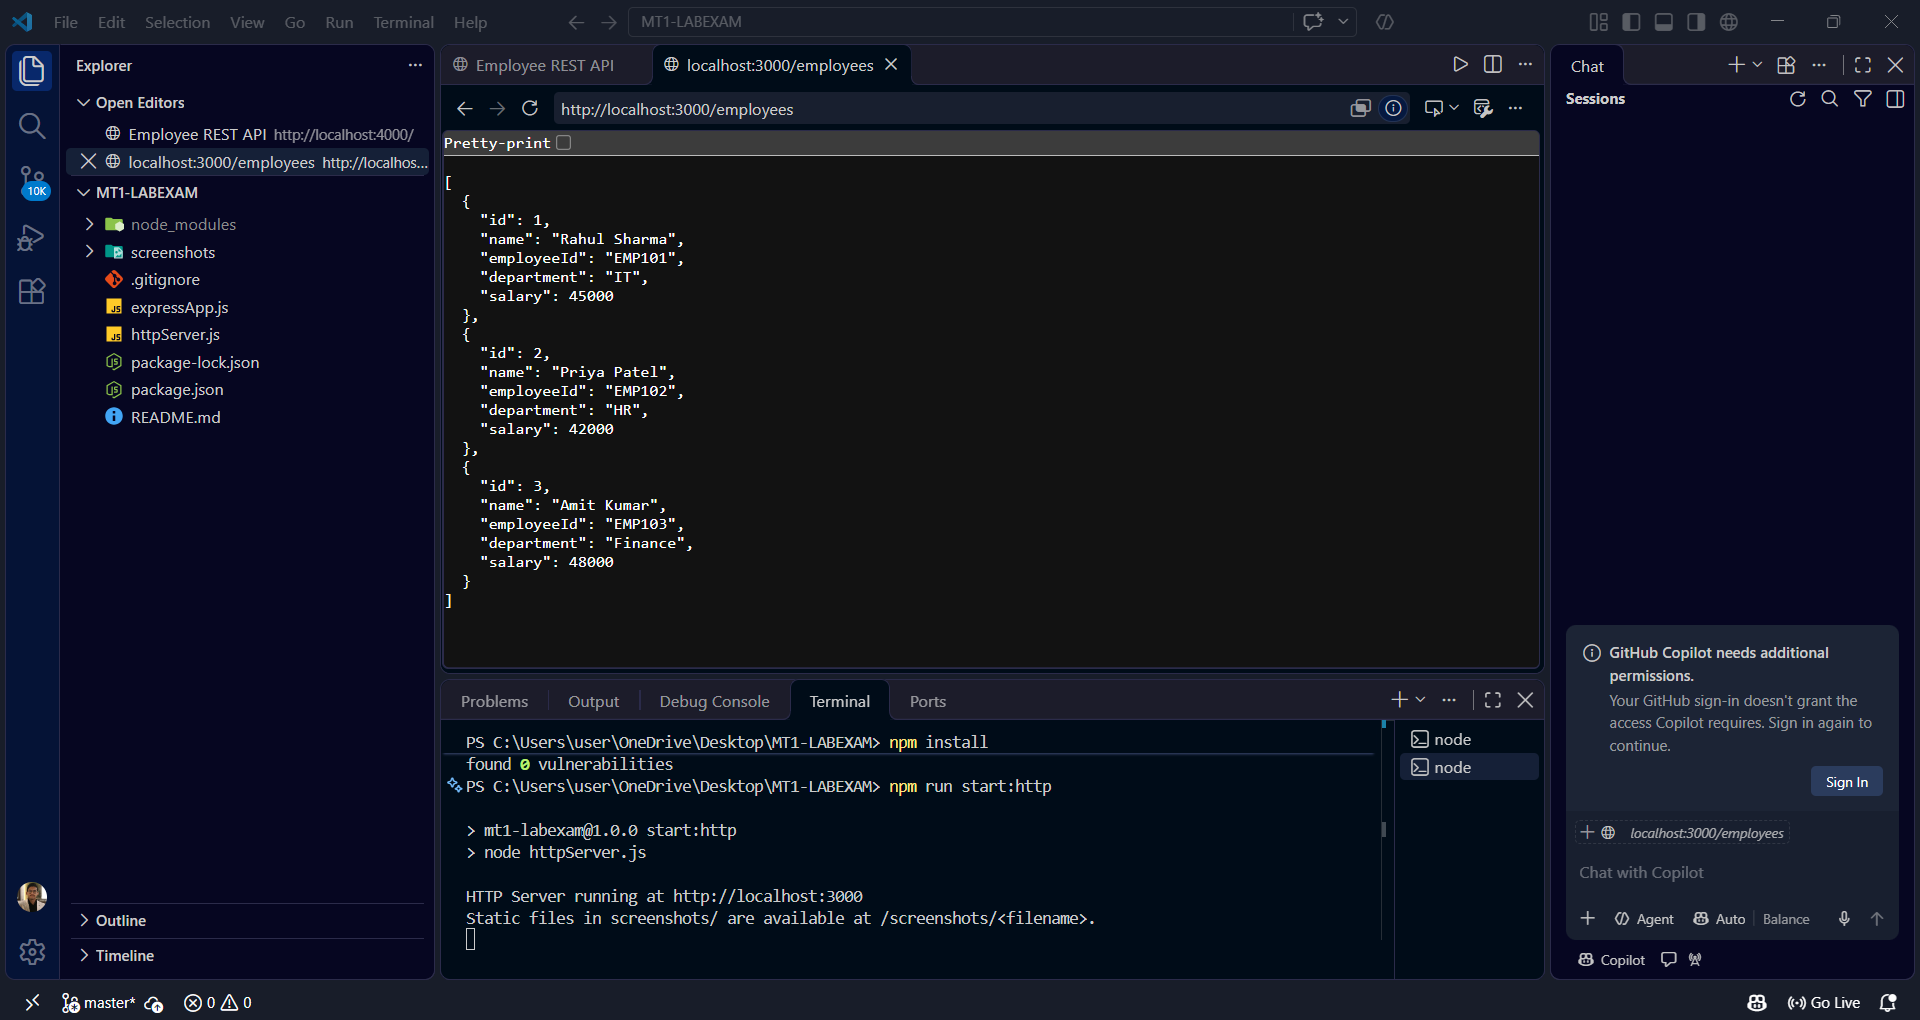 File Edit Selection View Go Run Terminal Help
MT1-LABEXAM
Explorer
Open Editors
Employee REST API http://localhost:4000/
localhost:3000/employees http://localhos...
10K
MT1-LABEXAM
node_modules
screenshots
.gitignore
expressApp.js
httpServer.js
package-lock.json
package.json
README.md
Outline
Timeline
Employee REST API
localhost:3000/employees
http://localhost:3000/employees
Pretty-print
[
{
"id": 1,
"name": "Rahul Sharma",
"employeeId": "EMP101",
"department": "IT",
"salary": 45000
},
{
"id": 2,
"name": "Priya Patel",
"employeeId": "EMP102",
"department": "HR",
"salary": 42000
},
{
"id": 3,
"name": "Amit Kumar",
"employeeId": "EMP103",
"department": "Finance",
"salary": 48000
}
]
Problems Output Debug Console Terminal Ports
PS C:\Users\user\OneDrive\Desktop\MT1-LABEXAM> npm install
found 0 vulnerabilities
PS C:\Users\user\OneDrive\Desktop\MT1-LABEXAM> npm run start:http
> mt1-labexam@1.0.0 start:http
> node httpServer.js
HTTP Server running at http://localhost:3000
Static files in screenshots/ are available at /screenshots/<filename>.
node
node
Chat
Sessions
GitHub Copilot needs additional
permissions.
Your GitHub sign-in doesn't grant the
access Copilot requires. Sign in again to
continue.
Sign In
localhost:3000/employees
Chat with Copilot
Agent Auto Balance
Copilot
master* 0 0
Go Live